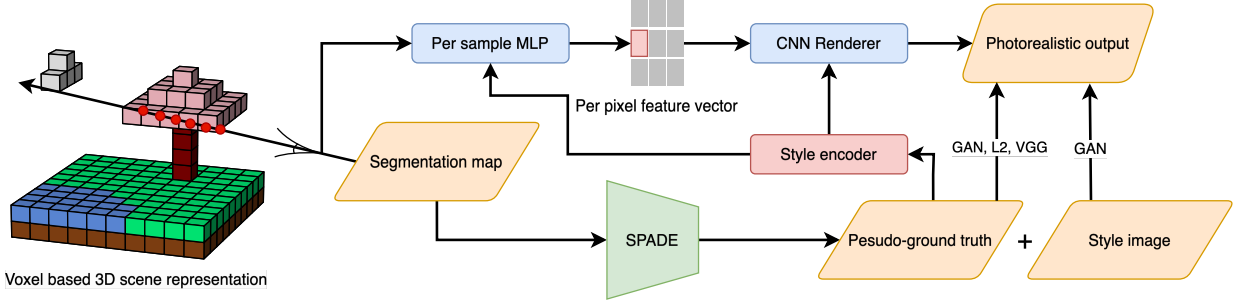 Per sample MLP
CNN Renderer
Photorealistic output
Per pixel feature vector
Segmentation map
Style encoder
GAN, L2, VGG
GAN
SPADE
Pesudo-ground truth
+
Style image
Voxel based 3D scene representation